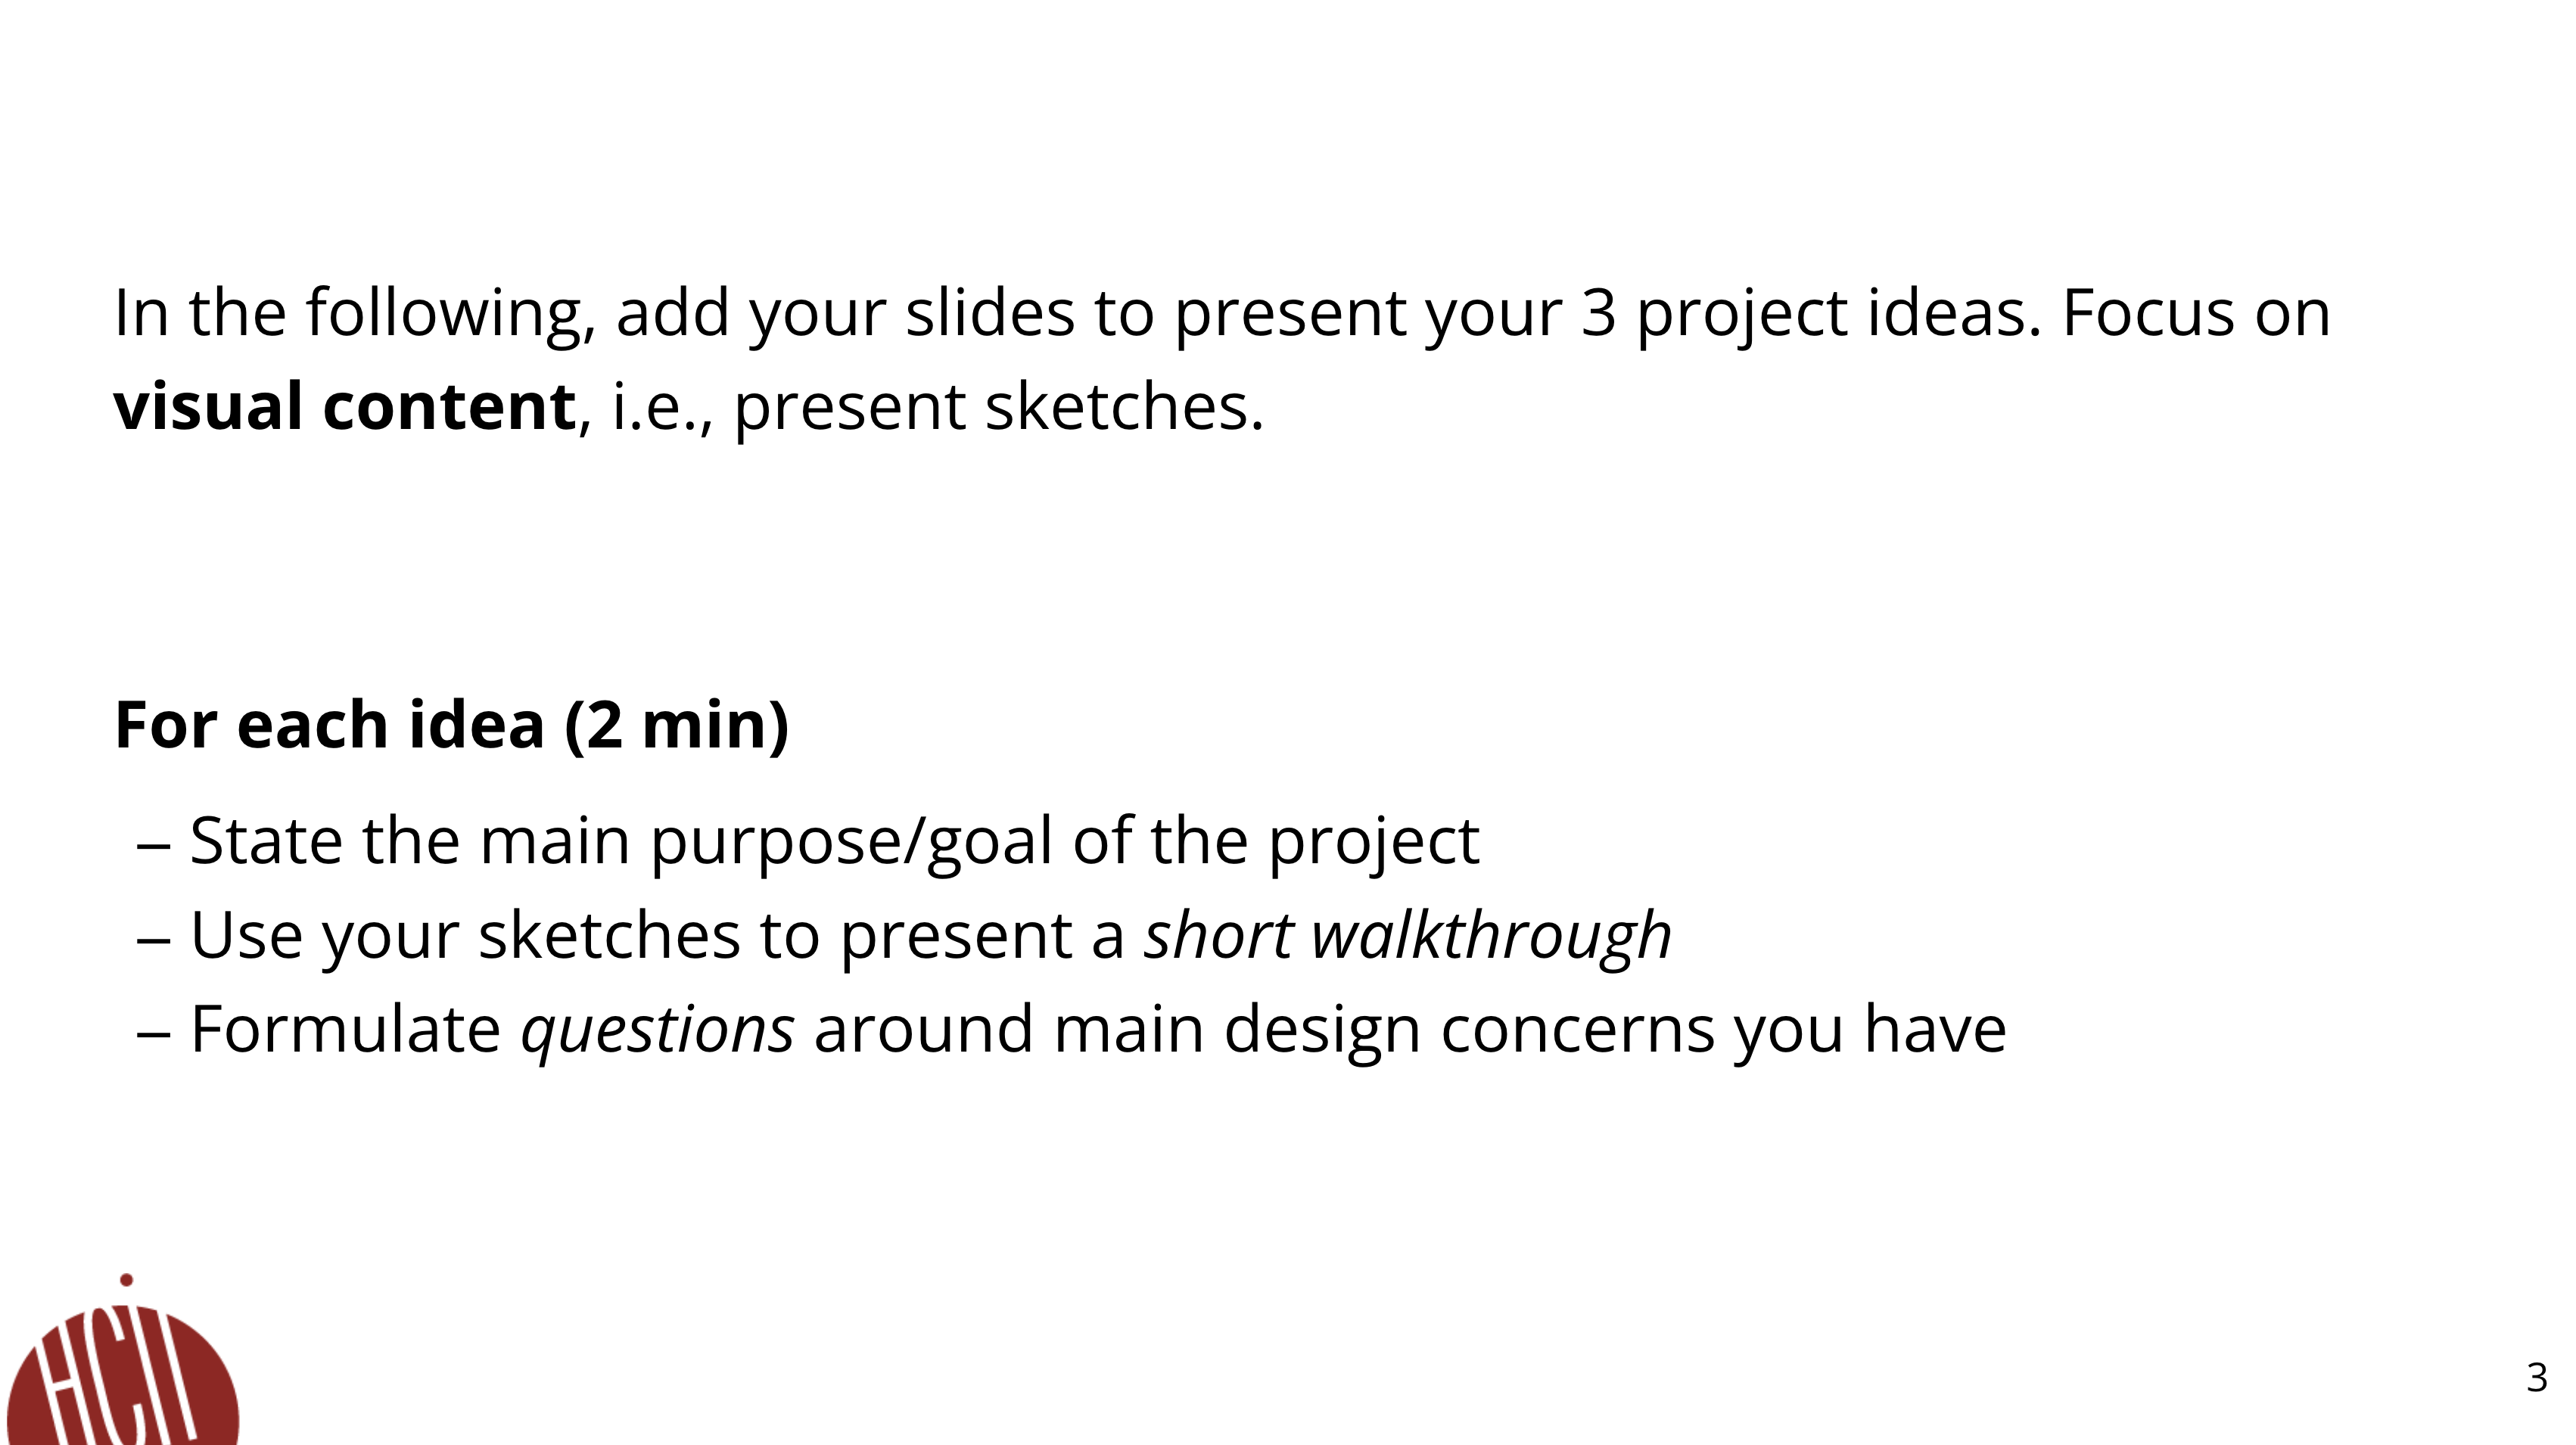 In the following, add your slides to present your 3 project ideas. Focus on
visual content, i.e., present sketches.
For each idea (2 min)
– State the main purpose/goal of the project
– Use your sketches to present a short walkthrough
– Formulate questions around main design concerns you have
HCII
3